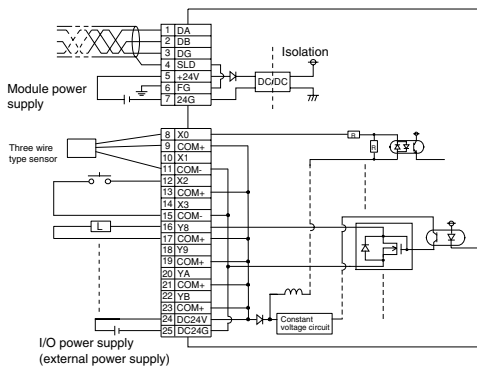 1 DA
2 DB
3 DG
4 SLD
5 +24V
6 FG
7 24G
Isolation
DC/DC
Module power
supply
8 X0
9 COM+
10 X1
11 COM-
12 X2
13 COM+
14 X3
15 COM-
16 Y8
17 COM+
18 Y9
19 COM+
20 YA
21 COM+
22 YB
23 COM+
24 DC24V
25 DC24G
Three wire
type sensor
L
R
R
Constant
voltage circuit
I/O power supply
(external power supply)